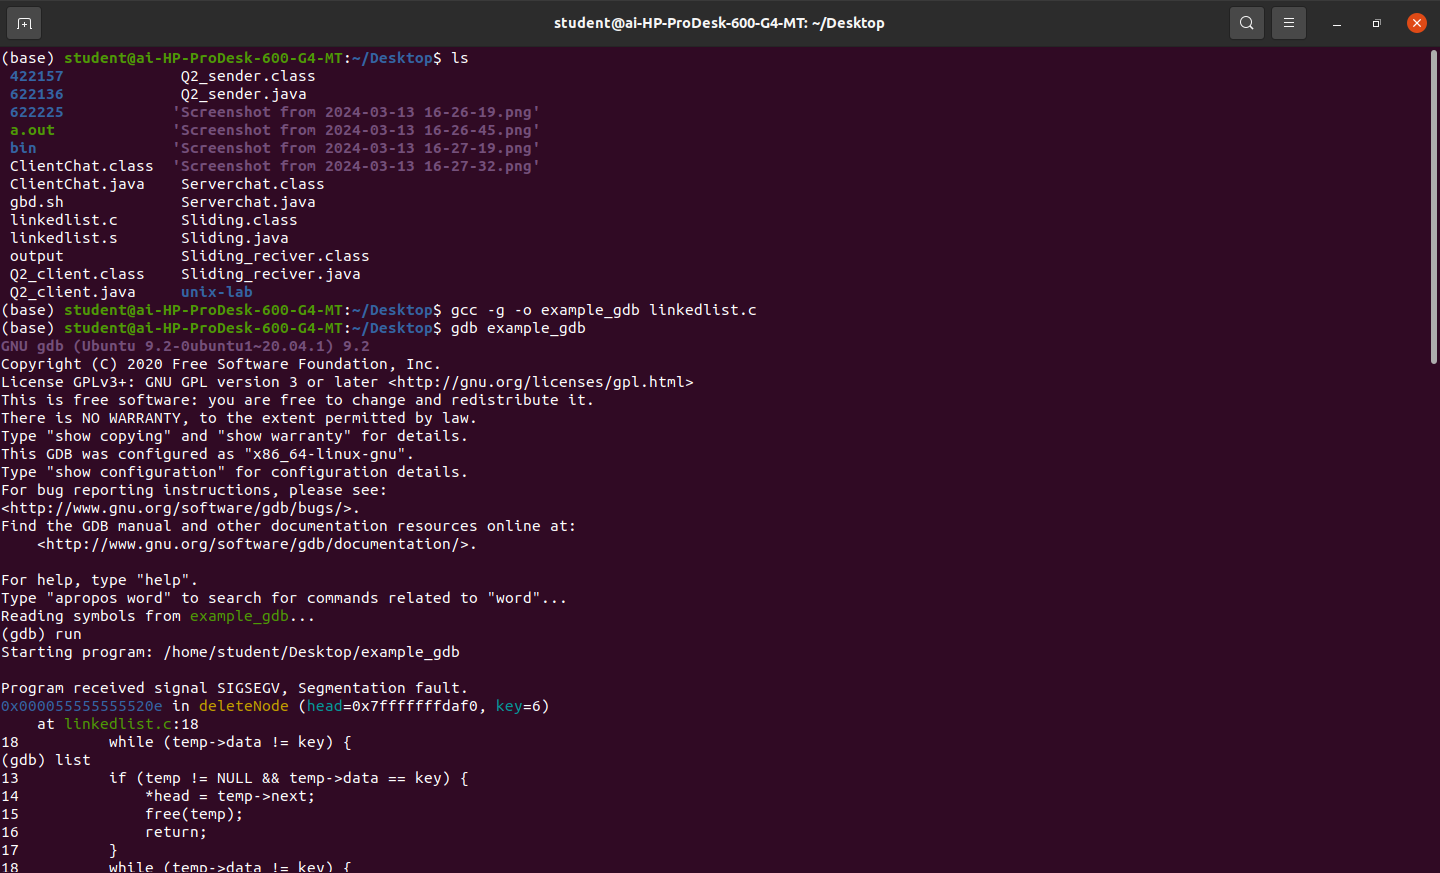 student@ai-HP-ProDesk-600-G4-MT: ~/Desktop
(base) student@ai-HP-ProDesk-600-G4-MT:~/Desktop$ ls
 422157             Q2_sender.class
 622136             Q2_sender.java
 622225            'Screenshot from 2024-03-13 16-26-19.png'
 a.out             'Screenshot from 2024-03-13 16-26-45.png'
 bin               'Screenshot from 2024-03-13 16-27-19.png'
 ClientChat.class  'Screenshot from 2024-03-13 16-27-32.png'
 ClientChat.java    Serverchat.class
 gbd.sh             Serverchat.java
 linkedlist.c       Sliding.class
 linkedlist.s       Sliding.java
 output             Sliding_reciver.class
 Q2_client.class    Sliding_reciver.java
 Q2_client.java     unix-lab
(base) student@ai-HP-ProDesk-600-G4-MT:~/Desktop$ gcc -g -o example_gdb linkedlist.c
(base) student@ai-HP-ProDesk-600-G4-MT:~/Desktop$ gdb example_gdb
GNU gdb (Ubuntu 9.2-0ubuntu1~20.04.1) 9.2
Copyright (C) 2020 Free Software Foundation, Inc.
License GPLv3+: GNU GPL version 3 or later <http://gnu.org/licenses/gpl.html>
This is free software: you are free to change and redistribute it.
There is NO WARRANTY, to the extent permitted by law.
Type "show copying" and "show warranty" for details.
This GDB was configured as "x86_64-linux-gnu".
Type "show configuration" for configuration details.
For bug reporting instructions, please see:
<http://www.gnu.org/software/gdb/bugs/>.
Find the GDB manual and other documentation resources online at:
    <http://www.gnu.org/software/gdb/documentation/>.

For help, type "help".
Type "apropos word" to search for commands related to "word"...
Reading symbols from example_gdb...
(gdb) run
Starting program: /home/student/Desktop/example_gdb

Program received signal SIGSEGV, Segmentation fault.
0x000055555555520e in deleteNode (head=0x7fffffffdaf0, key=6)
    at linkedlist.c:18
18          while (temp->data != key) {
(gdb) list
13          if (temp != NULL && temp->data == key) {
14              *head = temp->next;
15              free(temp);
16              return;
17          }
18          while (temp->data != key) {